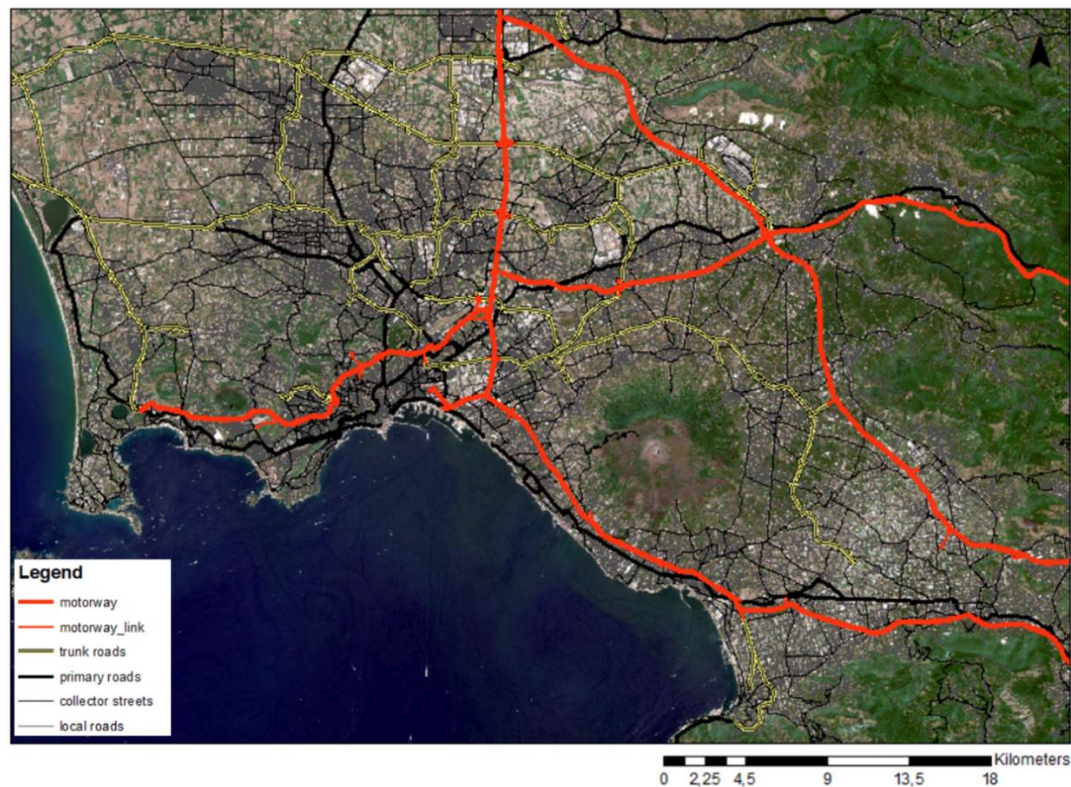 Legend
motorway
motorway_link
trunk roads
primary roads
collector streets
local roads
Kilometers
0 2,25 4,5 9 13,5 18